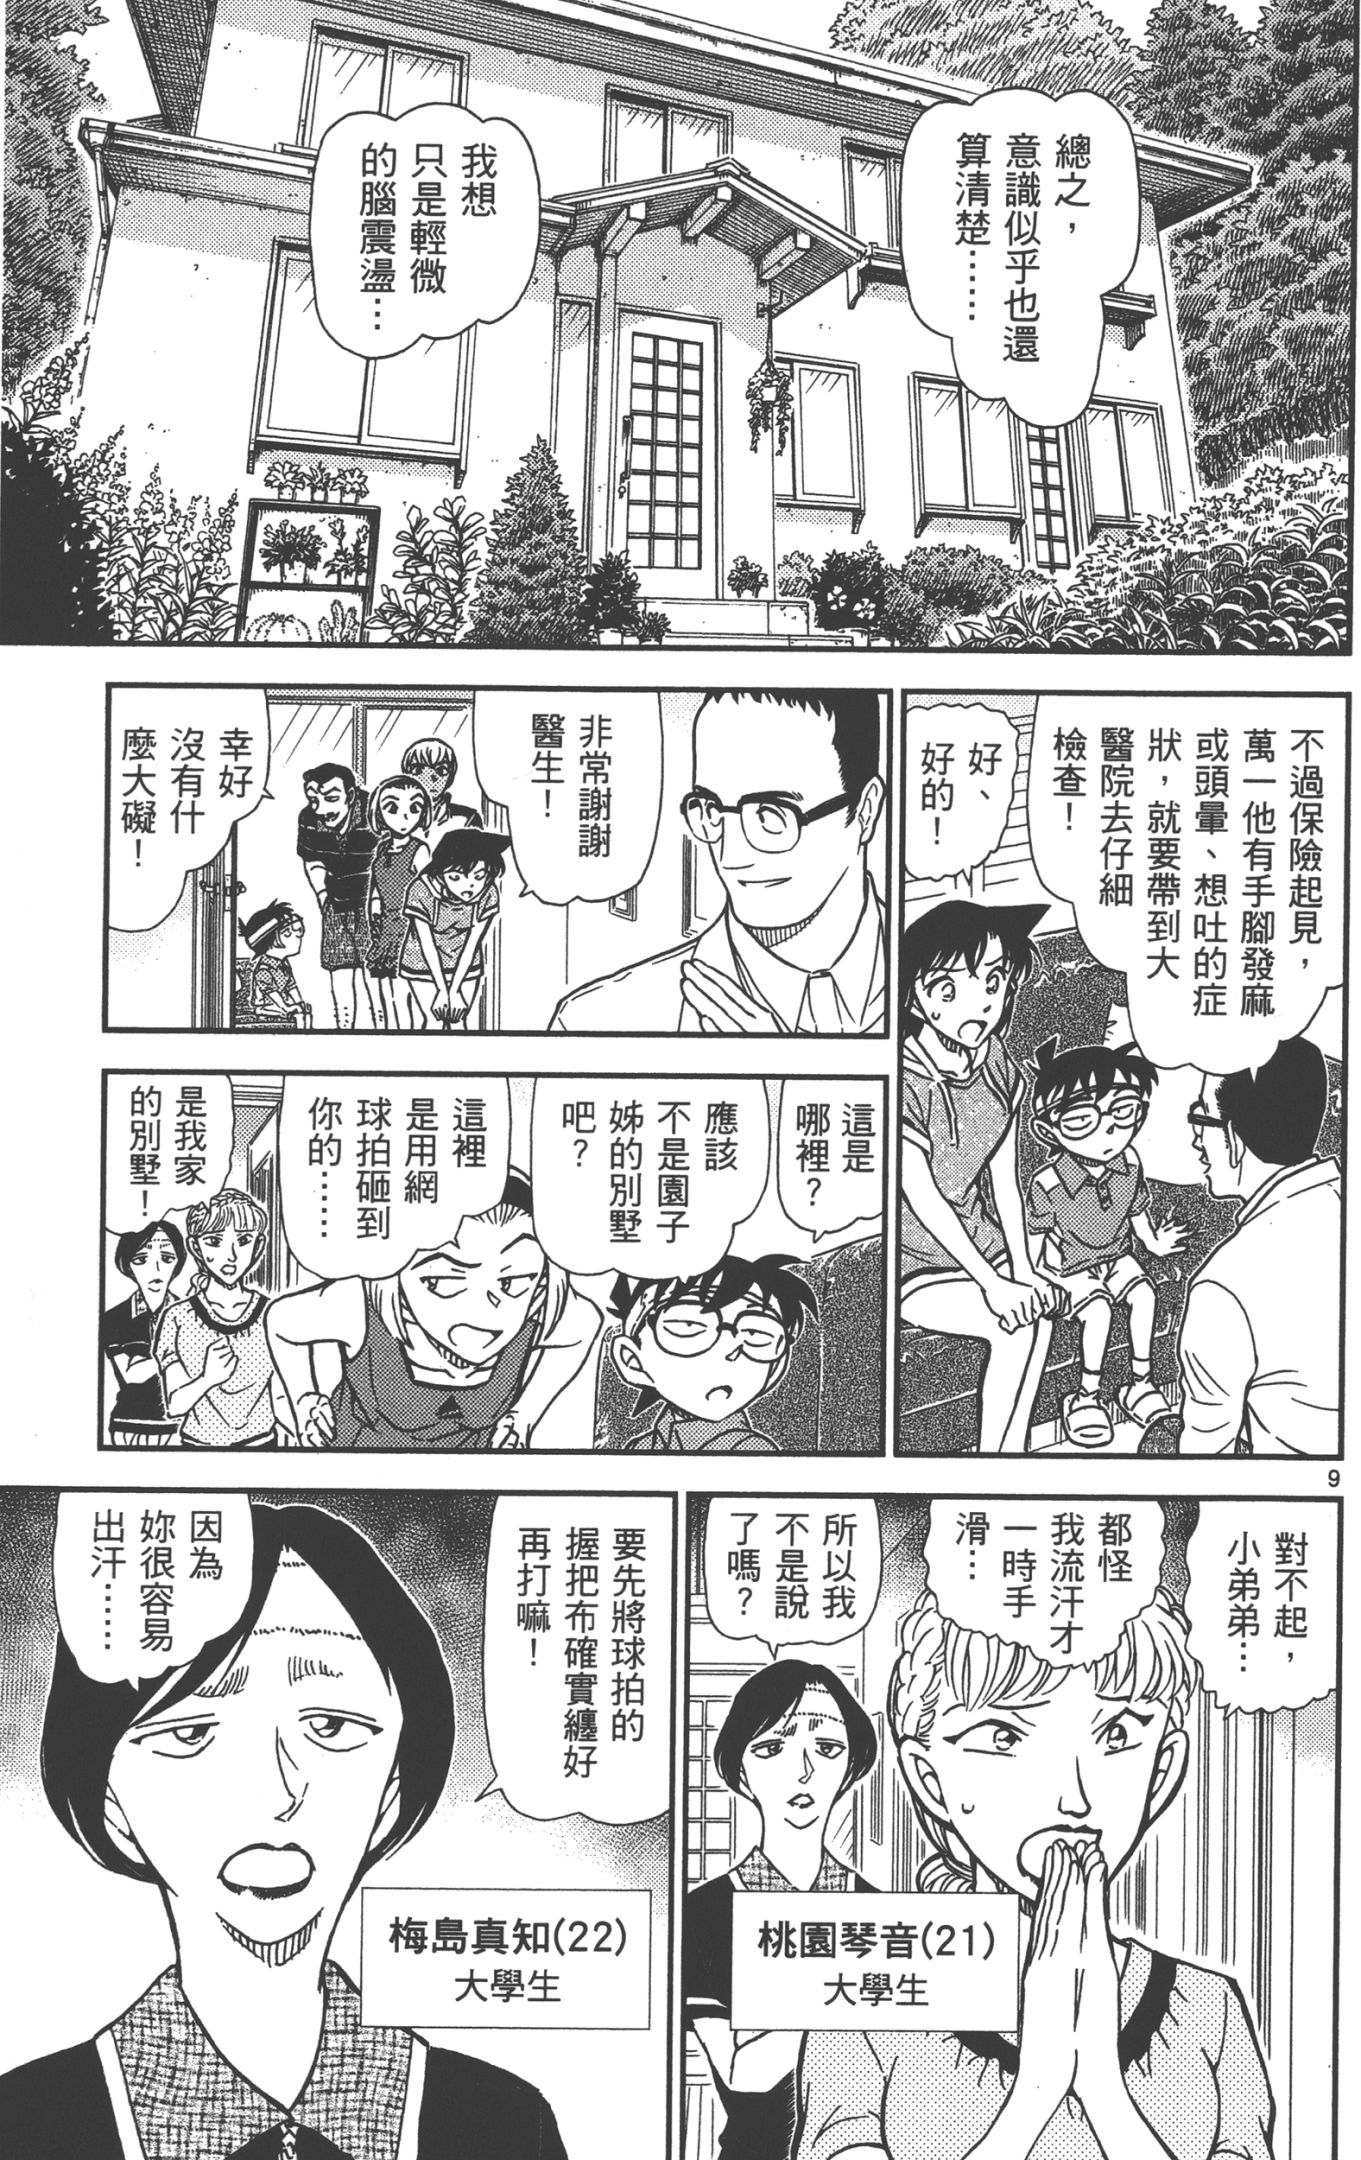 總之，
意識似乎也還
算清楚……
我想
只是輕微
的腦震盪…
不過保險起見，
萬一他有手腳發麻
或頭暈、想吐的症
狀，就要帶到大
醫院去仔細
檢查！
好、
好的！
非常謝謝
醫生！
幸好
沒有什
麼大礙！
這是
哪裡？
應該
不是園子
姊的別墅
吧？
這裡
是用網
球拍砸到
你的……
是我家
的別墅！
9
對不起，
小弟弟…
都怪
我流汗才
一時手
滑…
所以我
不是說
了嗎？
桃園琴音(21)
大學生
要先將球拍的
握把布確實纏好
再打嘛！
因為
妳很容易
出汗……
梅島真知(22)
大學生